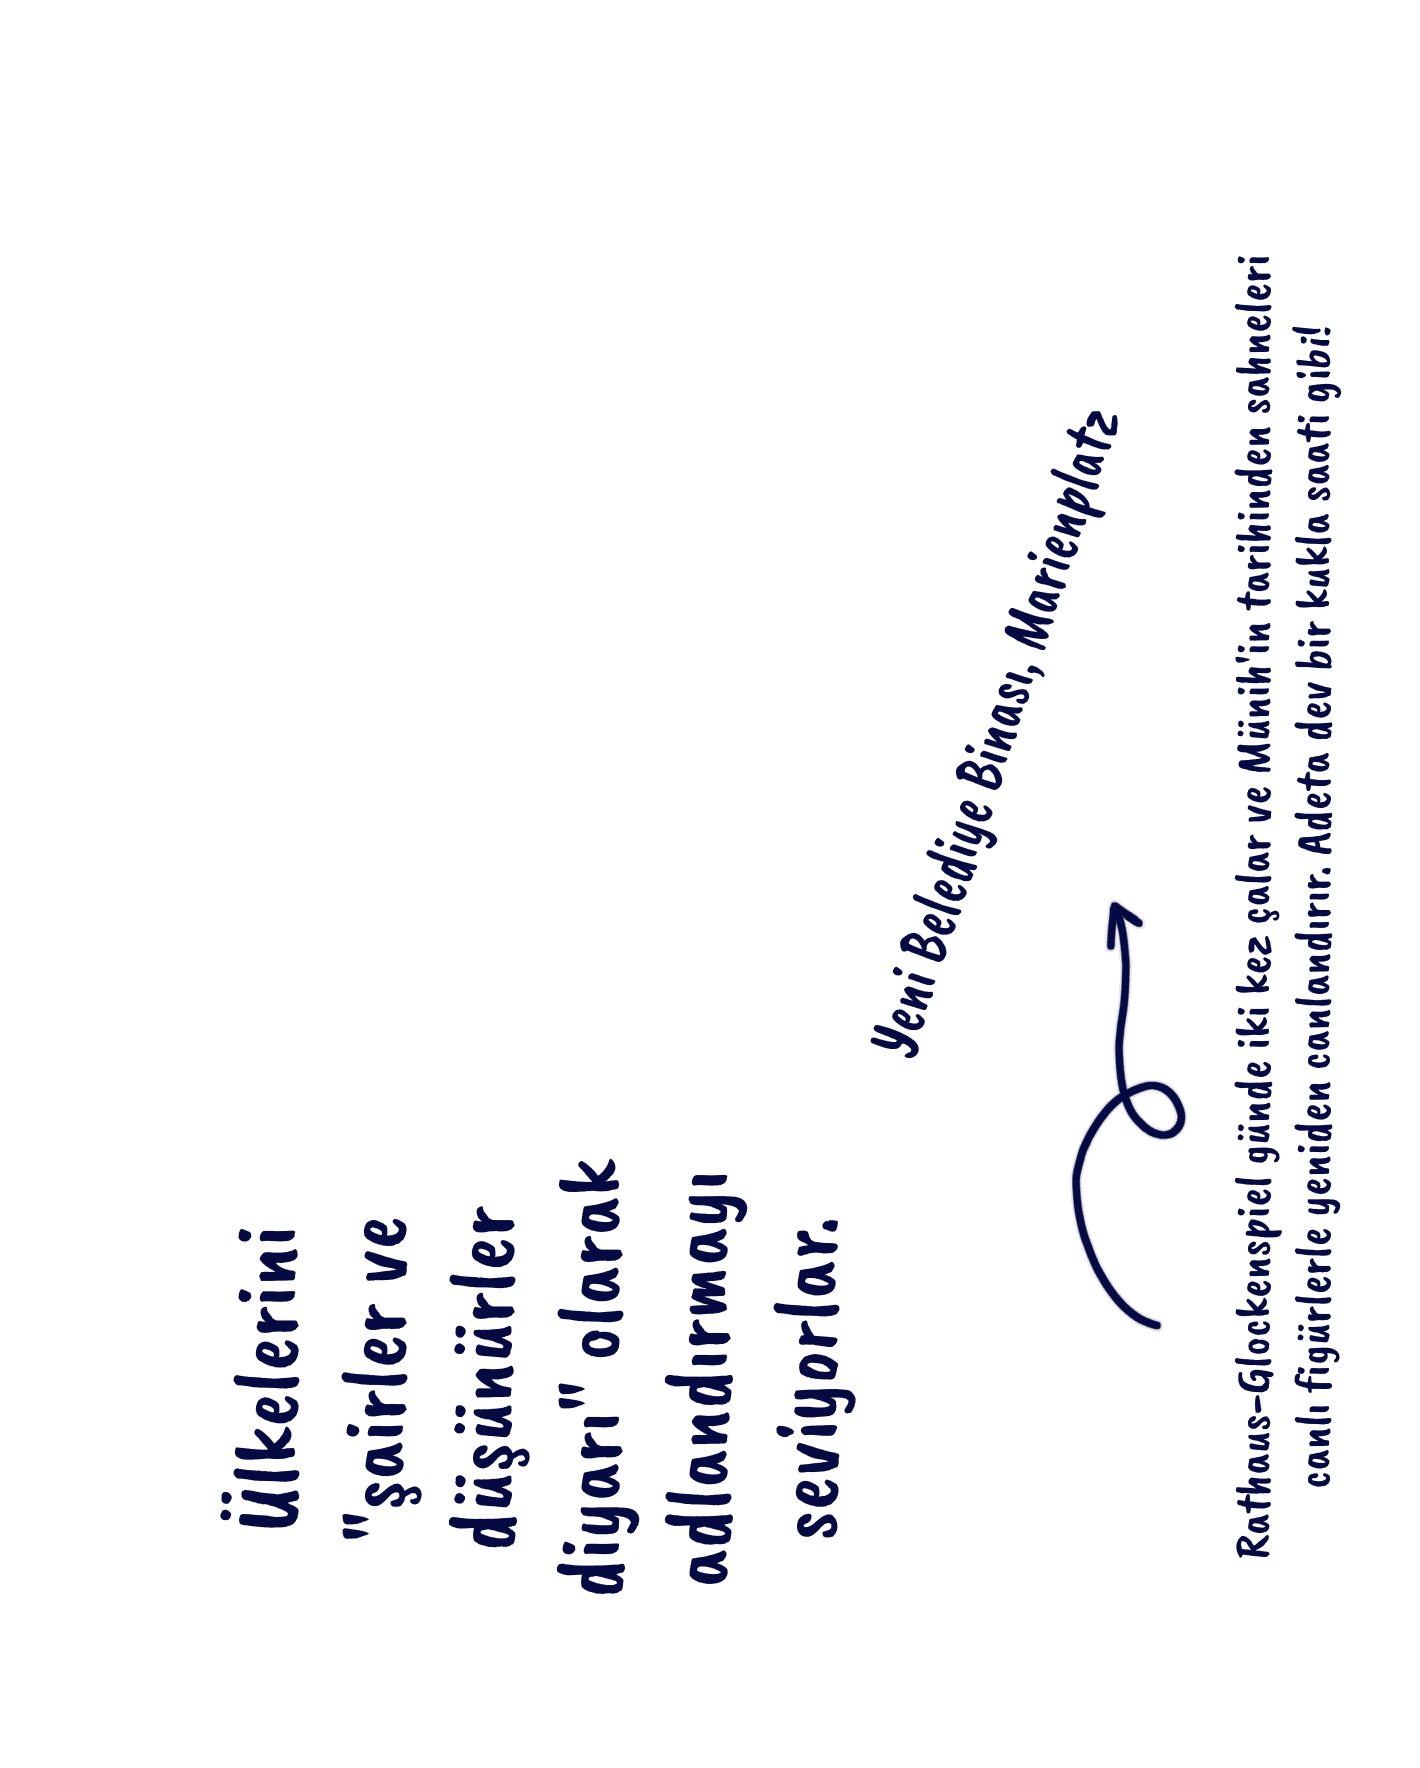 Ülkelerini
"şairler ve
düşünürler
diyarı" olarak
adlandırmayı
seviyorlar.
Yeni Belediye Binası, Marienplatz
Rathaus-Glockenspiel günde iki kez çalar ve Münih'in tarihinden sahneleri
canlı figürlerle yeniden canlandırır. Adeta dev bir kukla saati gibi!